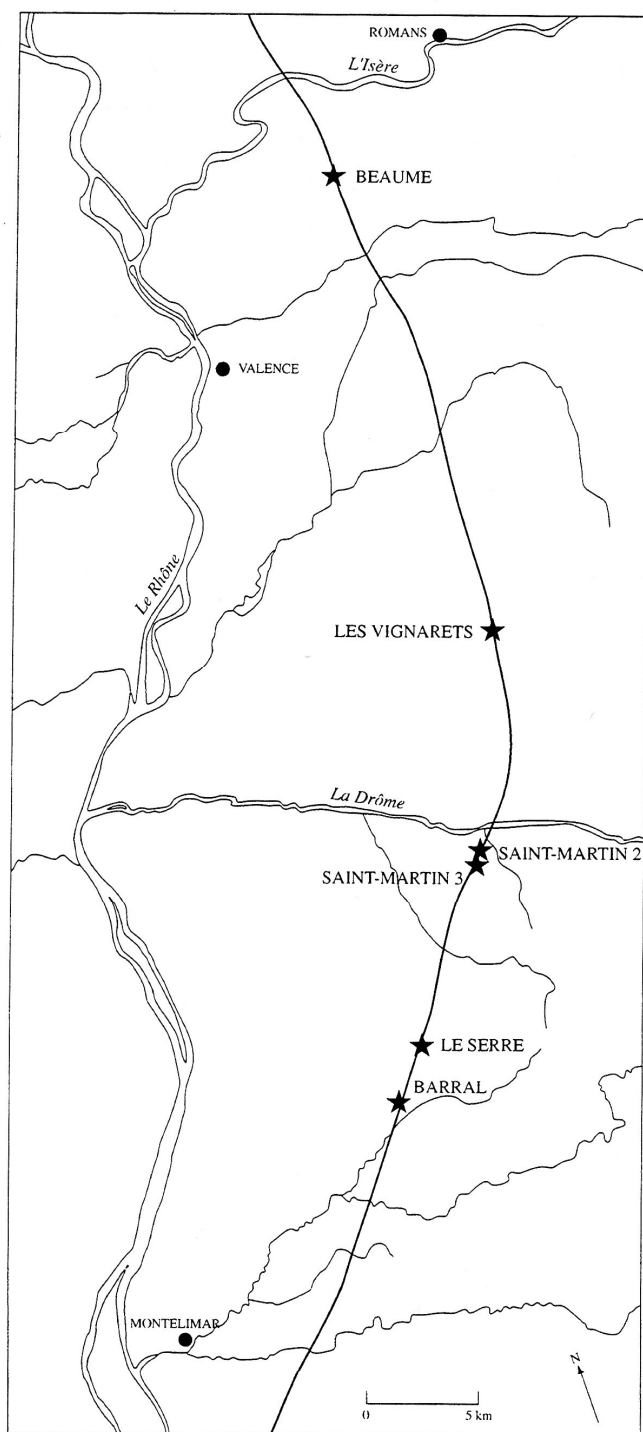 ROMANS
L'Isère
BEAUME
VALENCE
Le Rhône
LES VIGNARETS
La Drôme
SAINT-MARTIN 2
SAINT-MARTIN 3
LE SERRE
BARRAL
MONTELIMAR
N
0 5 km